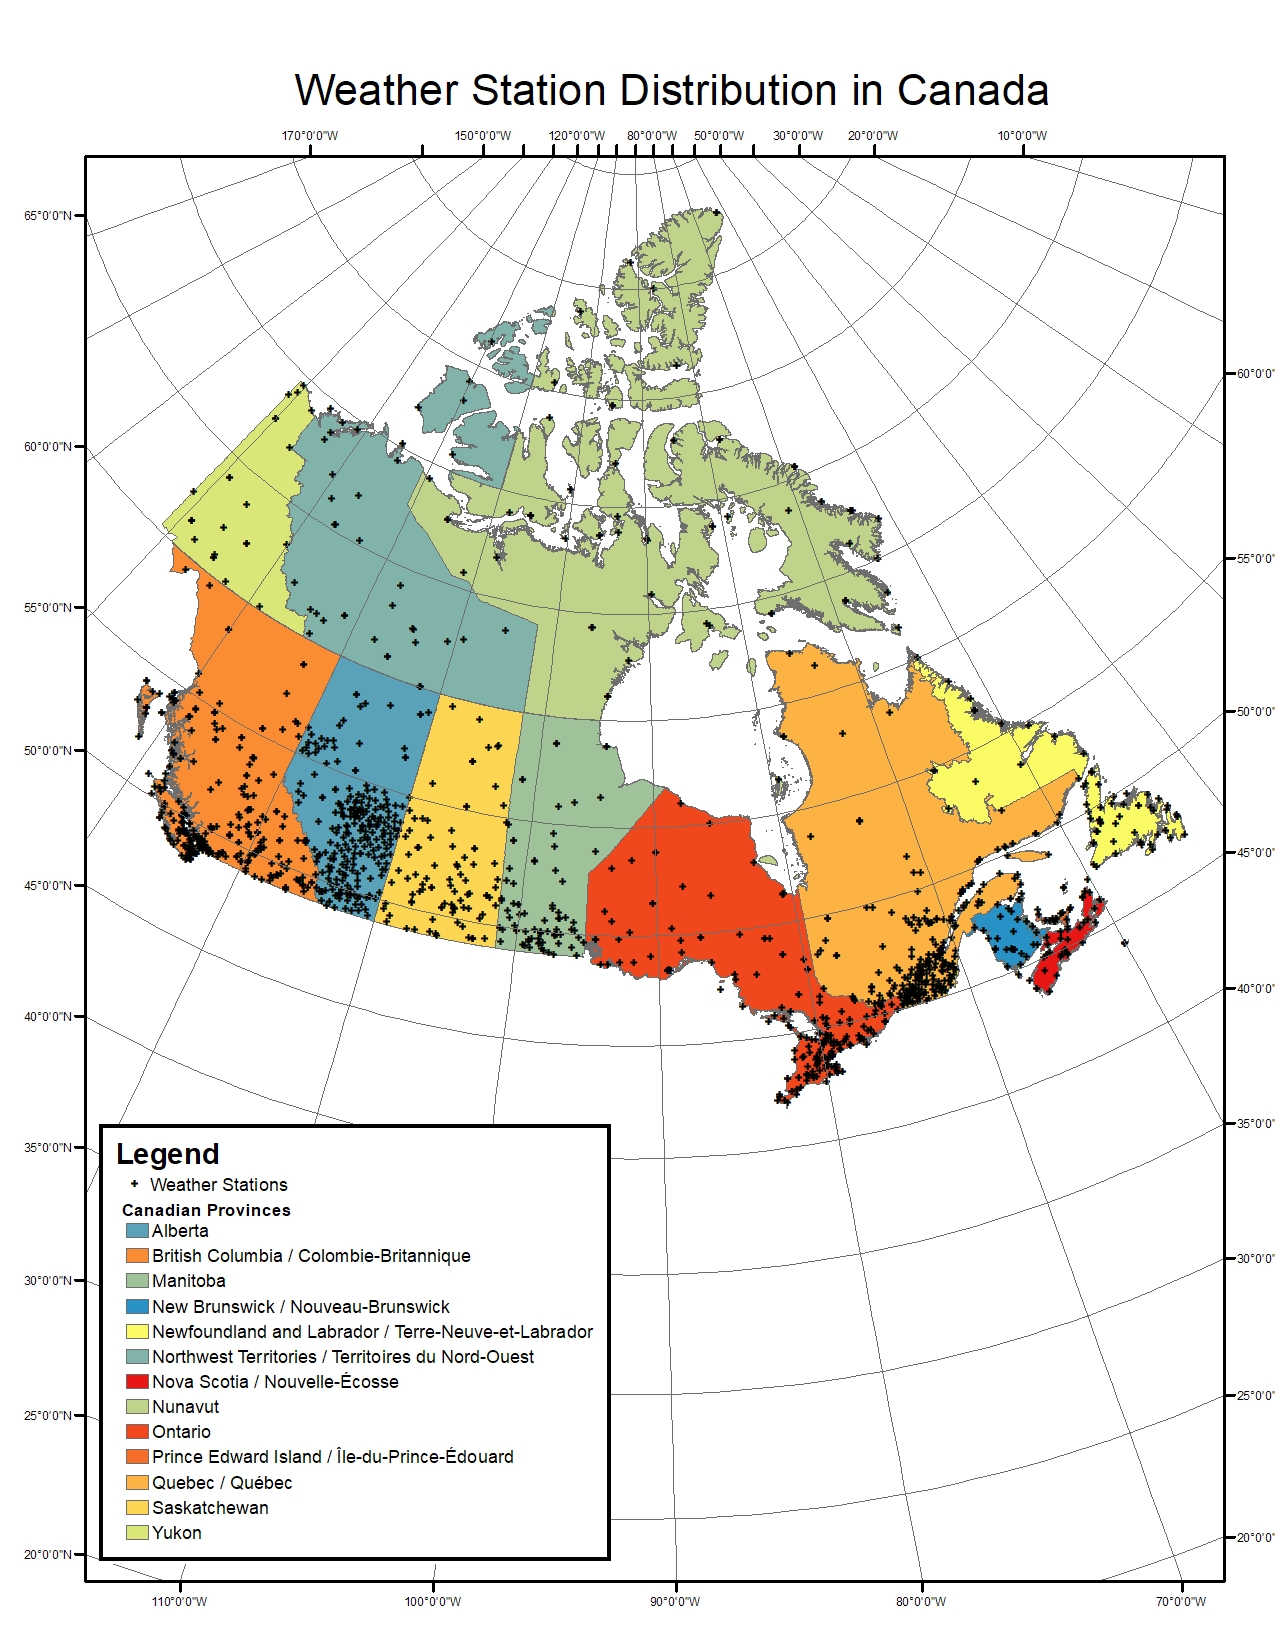 Weather Station Distribution in Canada
170°0'0"W 150°0'0"W 120°0'0"W 80°0'0"W 50°0'0"W 30°0'0"W 20°0'0"W 10°0'0"W
65°0'0"N
60°0'0"N
60°0'0"
55°0'0"
55°0'0"N
50°0'0"
50°0'0"N
45°0'0"
45°0'0"N
40°0'0"
40°0'0"N
35°0'0"
35°0'0"N
30°0'0"
30°0'0"N
25°0'0"
25°0'0"N
20°0'0"
20°0'0"N
Legend
Weather Stations
Canadian Provinces
Alberta
British Columbia / Colombie-Britannique
Manitoba
New Brunswick / Nouveau-Brunswick
Newfoundland and Labrador / Terre-Neuve-et-Labrador
Northwest Territories / Territoires du Nord-Ouest
Nova Scotia / Nouvelle-Écosse
Nunavut
Ontario
Prince Edward Island / Île-du-Prince-Édouard
Quebec / Québec
Saskatchewan
Yukon
110°0'0"W 100°0'0"W 90°0'0"W 80°0'0"W 70°0'0"W